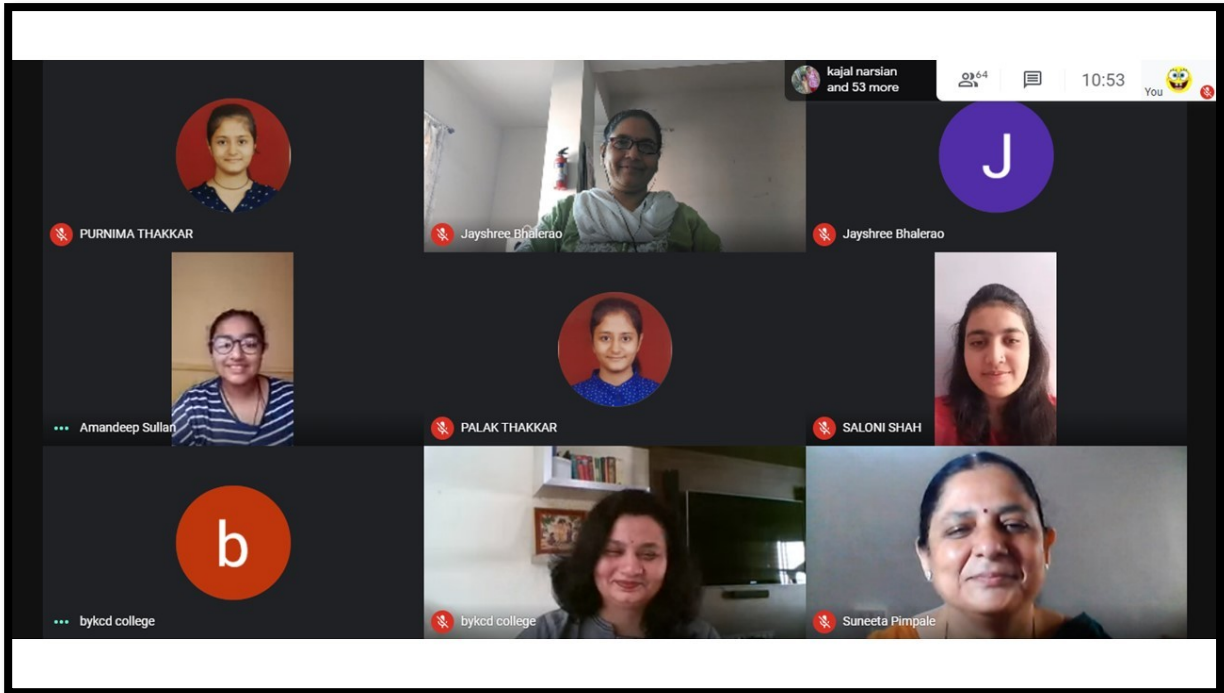 kajal narsian
and 53 more
64
10:53
You
PURNIMA THAKKAR
Jayshree Bhalerao
J
Jayshree Bhalerao
Amandeep Sullan
PALAK THAKKAR
SALONI SHAH
b
bykcd college
bykcd college
Suneeta Pimpale